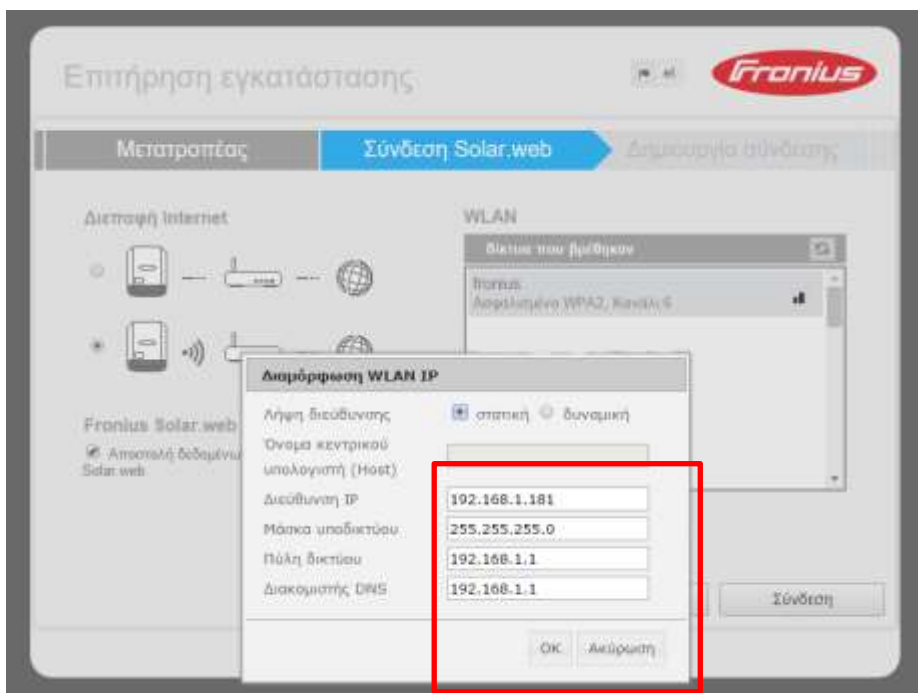 Επιτήρηση εγκατάστασης
Fronius
Μετατροπέας
Σύνδεση Solar.web
Δημιουργία σύνδεσης
Διεπαφή Internet
WLAN
Δίκτυα που βρέθηκαν
fronius
Ασφαλισμένο WPA2, Κανάλι 6
Διαμόρφωση WLAN IP
Λήψη διεύθυνσης
στατική
δυναμική
Όνομα κεντρικού
υπολογιστή (Host)
Διεύθυνση IP
192.168.1.181
Μάσκα υποδικτύου
255.255.255.0
Πύλη δικτύου
192.168.1.1
Διακομιστής DNS
192.168.1.1
OK
Ακύρωση
Fronius Solar.web
Αποστολή δεδομένω
Solar.web
Σύνδεση